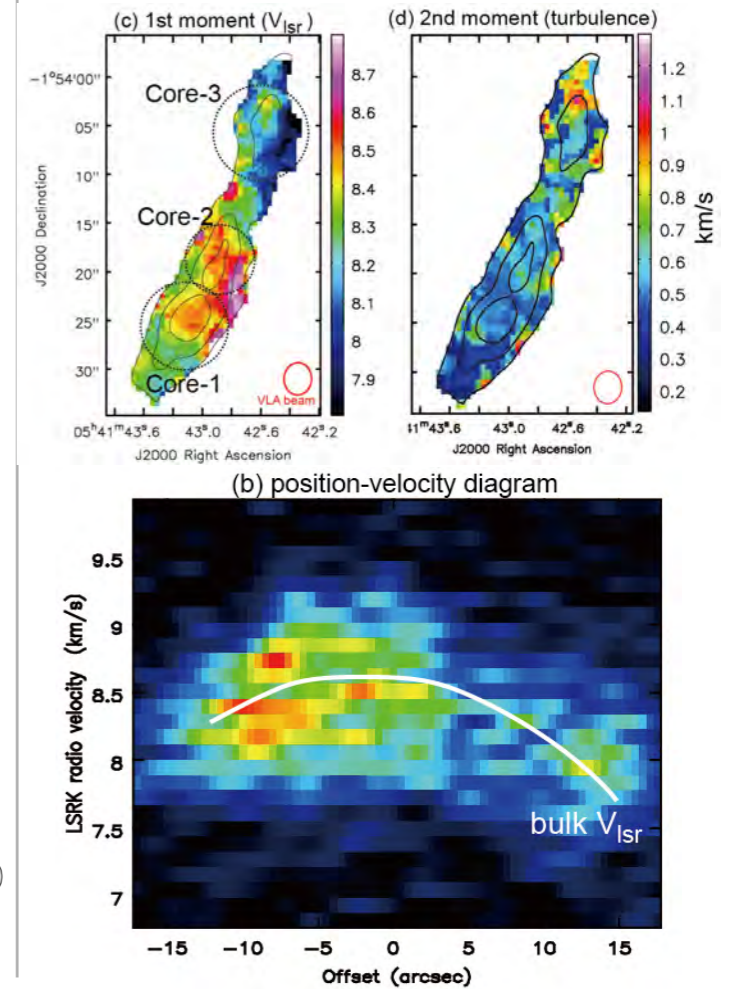 (c) 1st moment (Vlsr)
(d) 2nd moment (turbulence)
J2000 Declination
−1°54'00"
05"
10"
15"
20"
25"
30"
Core-3
Core-2
Core-1
VLA beam
8.7
8.6
8.5
8.4
8.3
8.2
8.1
8
7.9
05ʰ41ᵐ43ˢ.6
43ˢ.0
42ˢ.6
42ˢ.2
J2000 Right Ascension
1.2
1.1
1
0.9
0.8
0.7
0.6
0.5
0.4
0.3
0.2
km/s
11ᵐ43ˢ.6
43ˢ.0
42ˢ.6
42ˢ.2
J2000 Right Ascension
(b) position-velocity diagram
LSRK radio velocity (km/s)
9.5
9
8.5
8
7.5
7
bulk Vlsr
−15
−10
−5
0
5
10
15
Offset (arcsec)
)